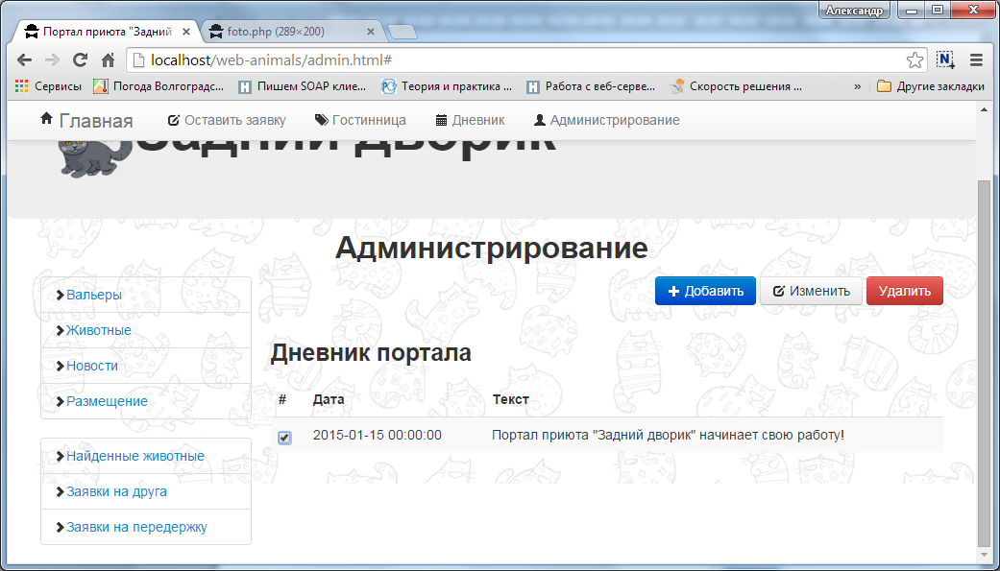 Александр
Портал приюта "Задний
foto.php (289×200)
localhost/web-animals/admin.html#
Сервисы Погода Волгоградс... Пишем SOAP клие... Теория и практика ... Работа с веб-серве... Скорость решения ... » Другие закладки
Главная Оставить заявку Гостинница Дневник Администрирование
Задний дворик
Администрирование
Добавить Изменить Удалить
Вальеры
Животные
Новости
Размещение
Найденные животные
Заявки на друга
Заявки на передержку
Дневник портала
# Дата Текст
2015-01-15 00:00:00 Портал приюта "Задний дворик" начинает свою работу!